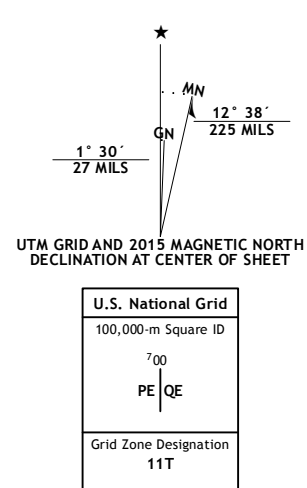 ★
MN
GN
12° 38´
225 MILS
1° 30´
27 MILS
UTM GRID AND 2015 MAGNETIC NORTH
DECLINATION AT CENTER OF SHEET
U.S. National Grid
100,000-m Square ID
⁷00
PE QE
Grid Zone Designation
11T